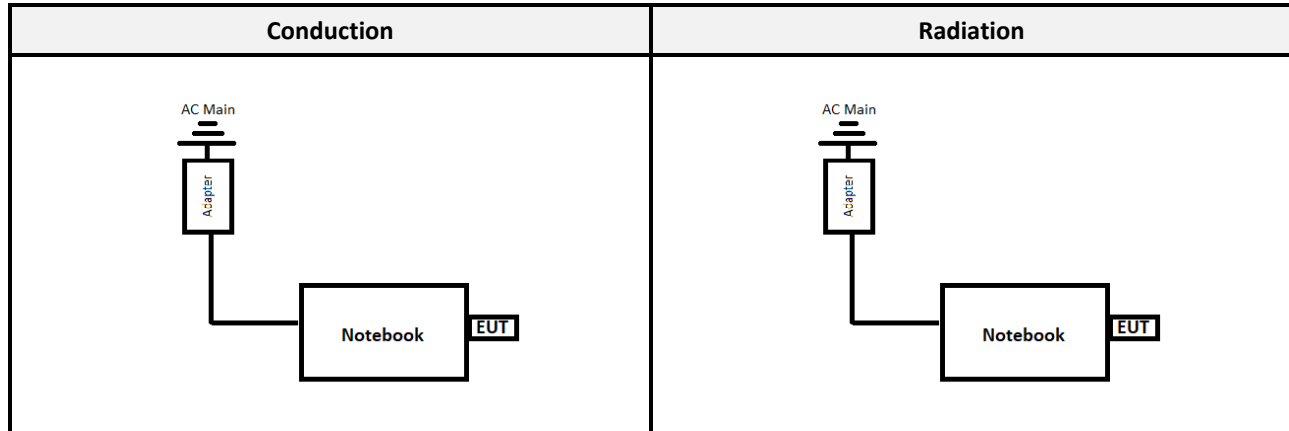 Conduction
Radiation
AC Main
Adapter
Notebook
EUT
AC Main
Adapter
Notebook
EUT